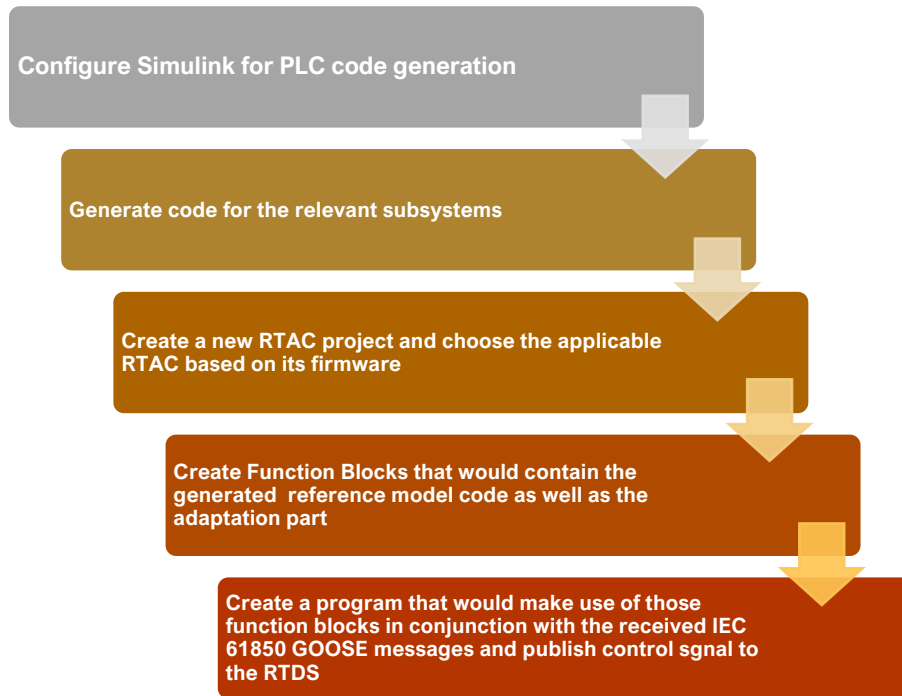 Configure Simulink for PLC code generation
Generate code for the relevant subsystems
Create a new RTAC project and choose the applicable
RTAC based on its firmware
Create Function Blocks that would contain the
generated reference model code as well as the
adaptation part
Create a program that would make use of those
function blocks in conjunction with the received IEC
61850 GOOSE messages and publish control sgnal to
the RTDS